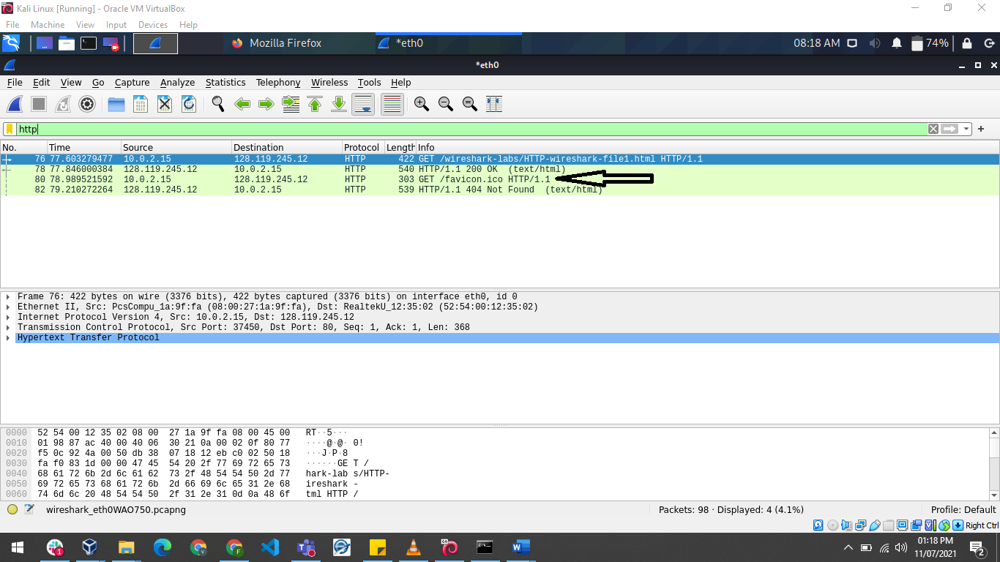 Kali Linux [Running] - Oracle VM VirtualBox
File Machine View Input Devices Help
Mozilla Firefox *eth0 08:18 AM 74%
*eth0
File Edit View Go Capture Analyze Statistics Telephony Wireless Tools Help
http
No. Time Source Destination Protocol Length Info
76 77.603279477 10.0.2.15 128.119.245.12 HTTP 422 GET /wireshark-labs/HTTP-wireshark-file1.html HTTP/1.1
78 77.846000384 128.119.245.12 10.0.2.15 HTTP 540 HTTP/1.1 200 OK (text/html)
80 78.989521592 10.0.2.15 128.119.245.12 HTTP 303 GET /favicon.ico HTTP/1.1
82 79.210272264 128.119.245.12 10.0.2.15 HTTP 539 HTTP/1.1 404 Not Found (text/html)
Frame 76: 422 bytes on wire (3376 bits), 422 bytes captured (3376 bits) on interface eth0, id 0
Ethernet II, Src: PcsCompu_1a:9f:fa (08:00:27:1a:9f:fa), Dst: RealtekU_12:35:02 (52:54:00:12:35:02)
Internet Protocol Version 4, Src: 10.0.2.15, Dst: 128.119.245.12
Transmission Control Protocol, Src Port: 37450, Dst Port: 80, Seq: 1, Ack: 1, Len: 368
Hypertext Transfer Protocol
0000 52 54 00 12 35 02 08 00 27 1a 9f fa 08 00 45 00 RT··5···
0010 01 98 87 ac 40 00 40 06 30 21 0a 00 02 0f 80 77 ····@·@· 0!
0020 f5 0c 92 4a 00 50 db 38 07 18 12 eb c0 02 50 18 ···J·P·8
0030 fa f0 83 1d 00 00 47 45 54 20 2f 77 69 72 65 73 ······GE T /
0040 68 61 72 6b 2d 6c 61 62 73 2f 48 54 54 50 2d 77 hark-lab s/HTTP-
0050 69 72 65 73 68 61 72 6b 2d 66 69 6c 65 31 2e 68 ireshark -
0060 74 6d 6c 20 48 54 54 50 2f 31 2e 31 0d 0a 48 6f tml HTTP /
wireshark_eth0WAO750.pcapng Packets: 98 · Displayed: 4 (4.1%) Profile: Default
Right Ctrl
01:18 PM
11/07/2021
2